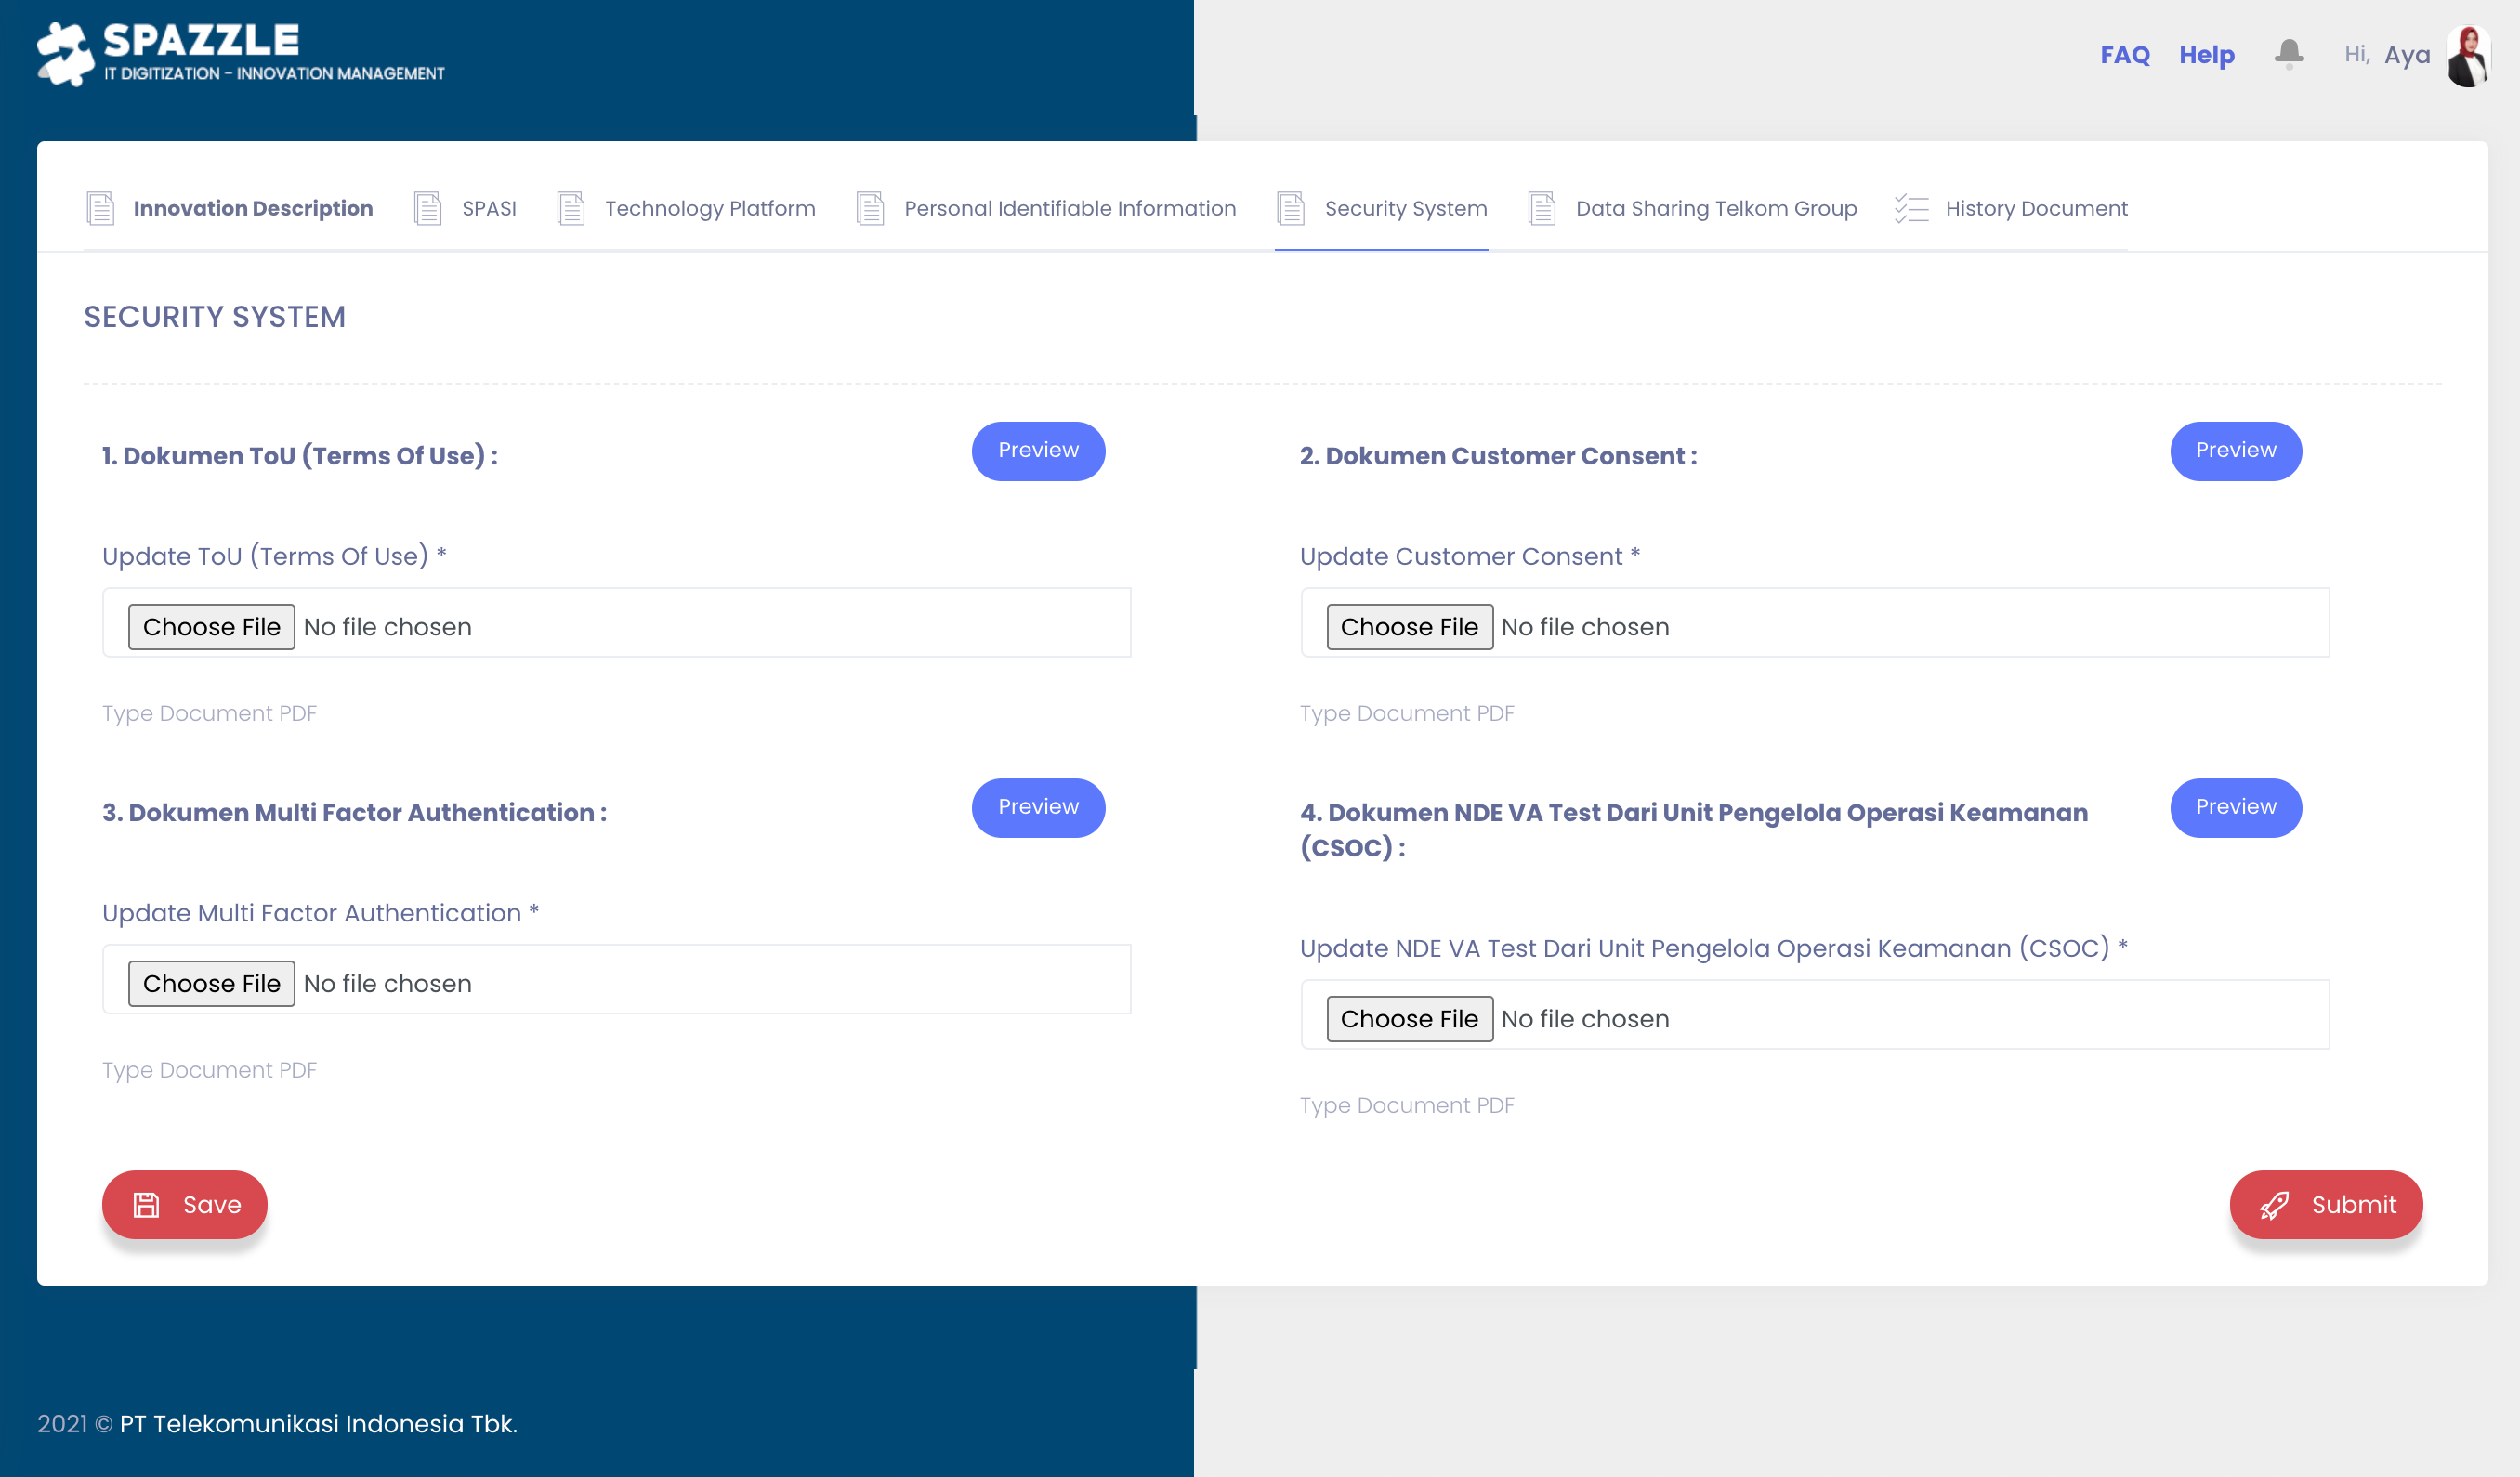 SPAZZLE
IT DIGITIZATION - INNOVATION MANAGEMENT
FAQ Help Hi, Aya
Innovation Description SPASI Technology Platform Personal Identifiable Information Security System Data Sharing Telkom Group History Document
SECURITY SYSTEM
1. Dokumen ToU (Terms Of Use) :
Preview
Update ToU (Terms Of Use) *
Choose File No file chosen
Type Document PDF
2. Dokumen Customer Consent :
Preview
Update Customer Consent *
Choose File No file chosen
Type Document PDF
3. Dokumen Multi Factor Authentication :
Preview
Update Multi Factor Authentication *
Choose File No file chosen
Type Document PDF
4. Dokumen NDE VA Test Dari Unit Pengelola Operasi Keamanan
(CSOC) :
Preview
Update NDE VA Test Dari Unit Pengelola Operasi Keamanan (CSOC) *
Choose File No file chosen
Type Document PDF
Save
Submit
2021 © PT Telekomunikasi Indonesia Tbk.